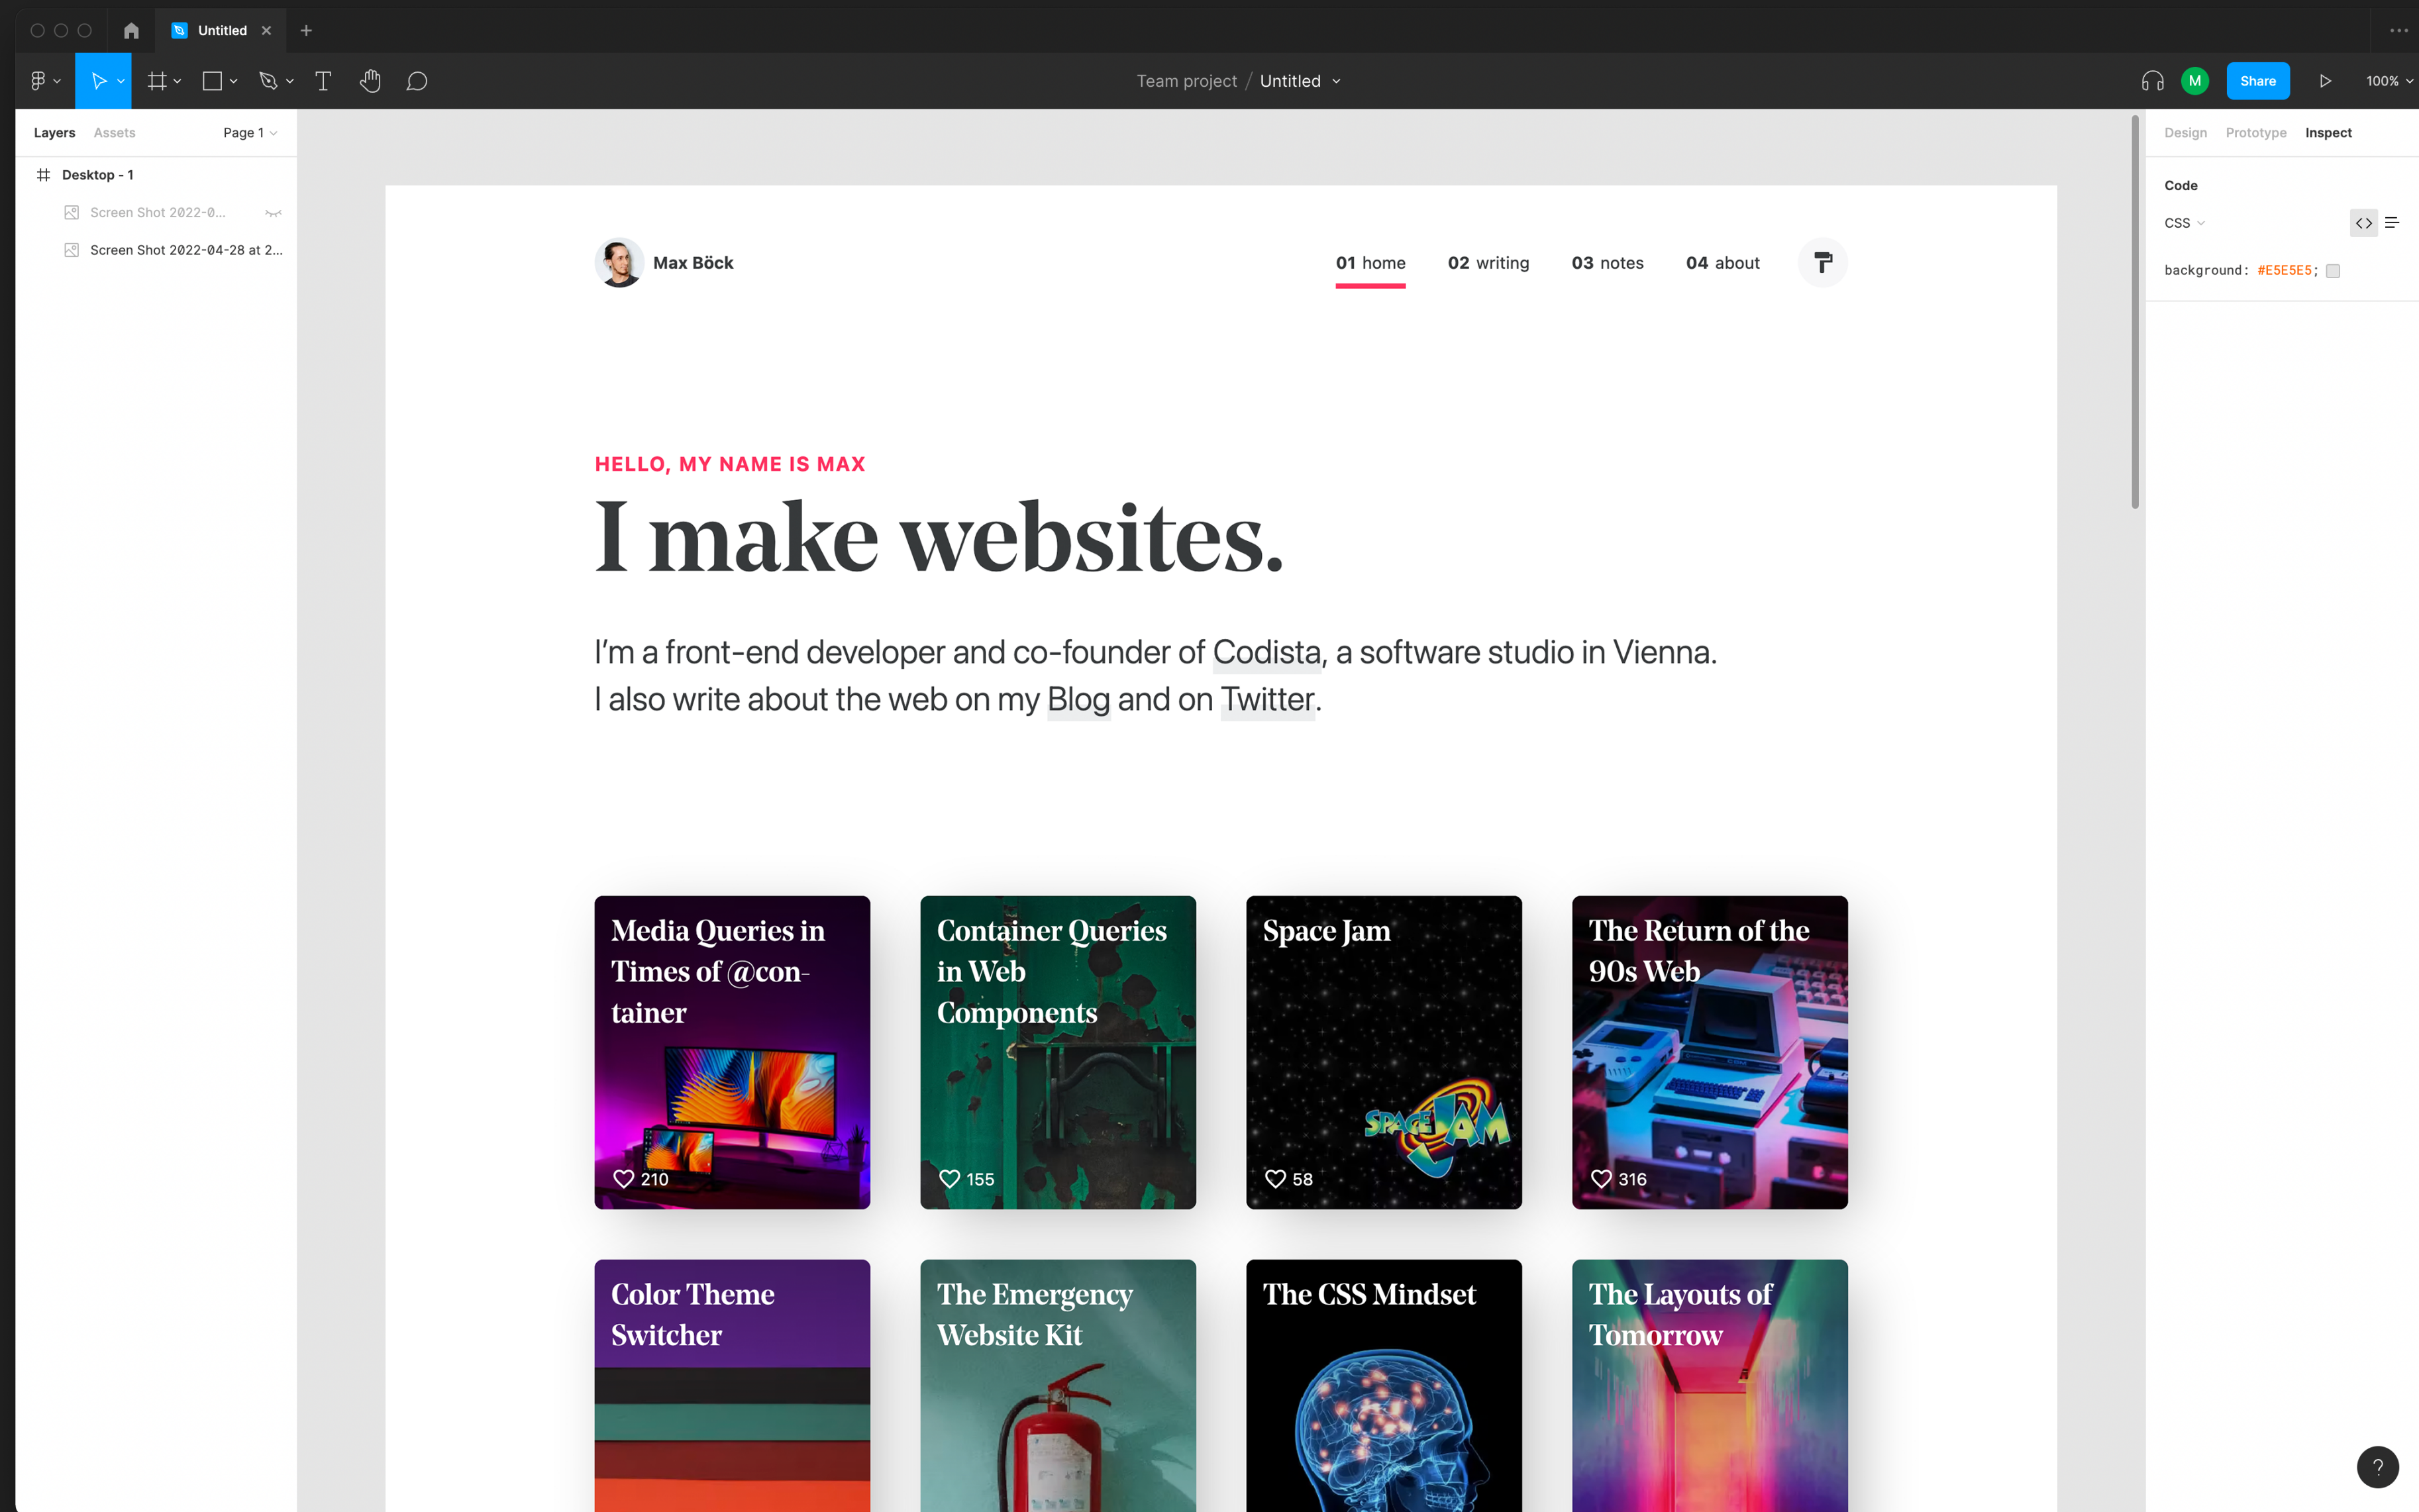 Untitled
Team project / Untitled
M
Share
100%
Layers
Assets
Page 1
Desktop - 1
Screen Shot 2022-0...
Screen Shot 2022-04-28 at 2...
Design
Prototype
Inspect
Code
CSS
background: #E5E5E5;
Max Böck
01 home
02 writing
03 notes
04 about
HELLO, MY NAME IS MAX
I make websites.
I’m a front-end developer and co-founder of Codista, a software studio in Vienna.
I also write about the web on my Blog and on Twitter.
Media Queries in
Times of @con-
tainer
210
Container Queries
in Web
Components
155
Space Jam
SPACE JAM
58
The Return of the
90s Web
316
Color Theme
Switcher
The Emergency
Website Kit
The CSS Mindset
The Layouts of
Tomorrow
?